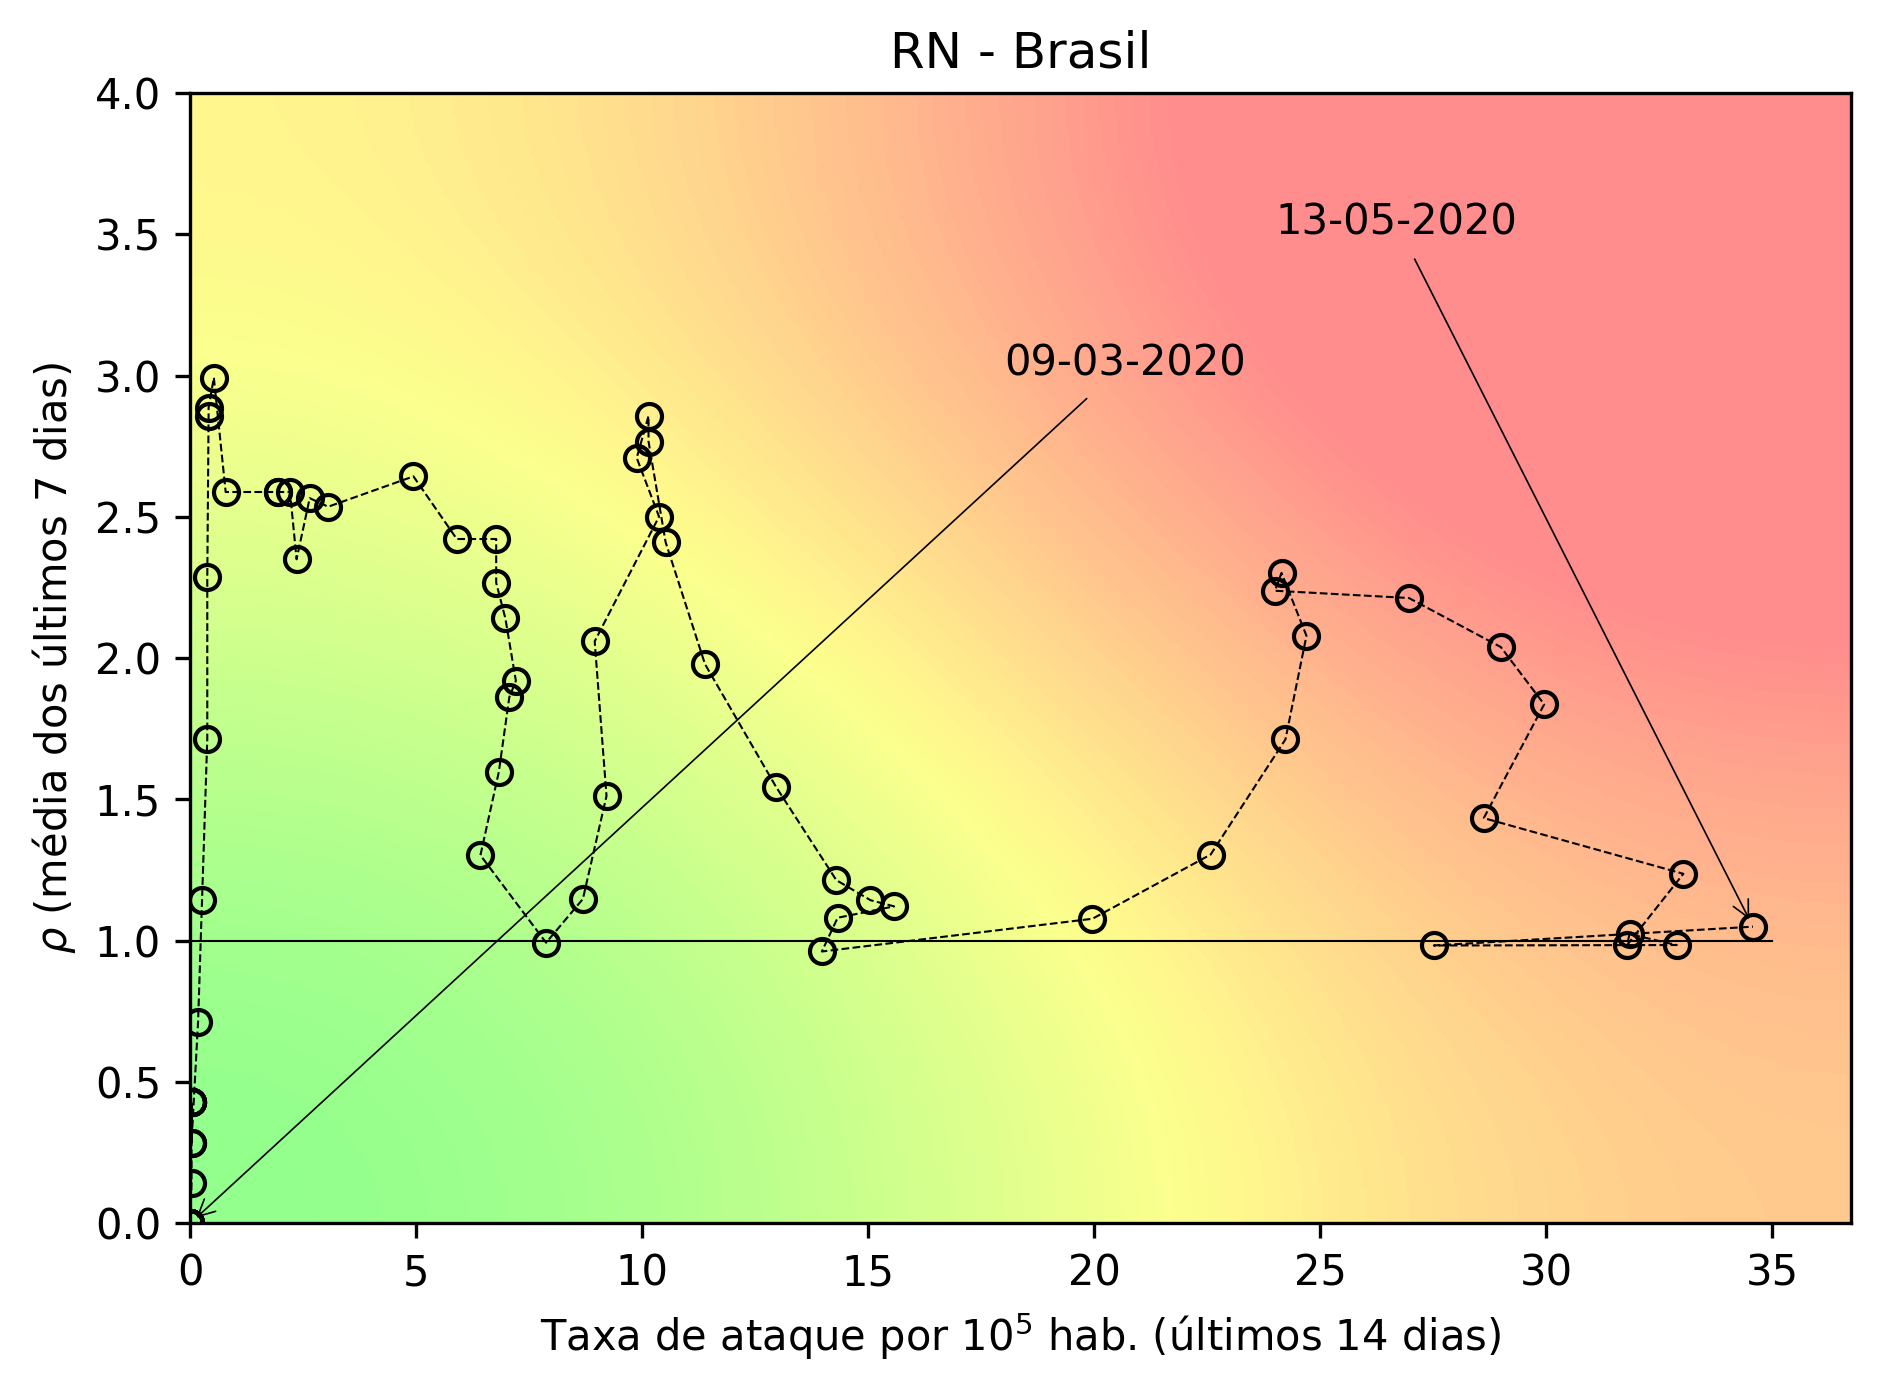 RN - Brasil
4.0
3.5
3.0
2.5
2.0
1.5
1.0
0.5
0.0
ρ (média dos últimos 7 dias)
13-05-2020
09-03-2020
0 5 10 15 20 25 30 35
Taxa de ataque por 10⁵ hab. (últimos 14 dias)